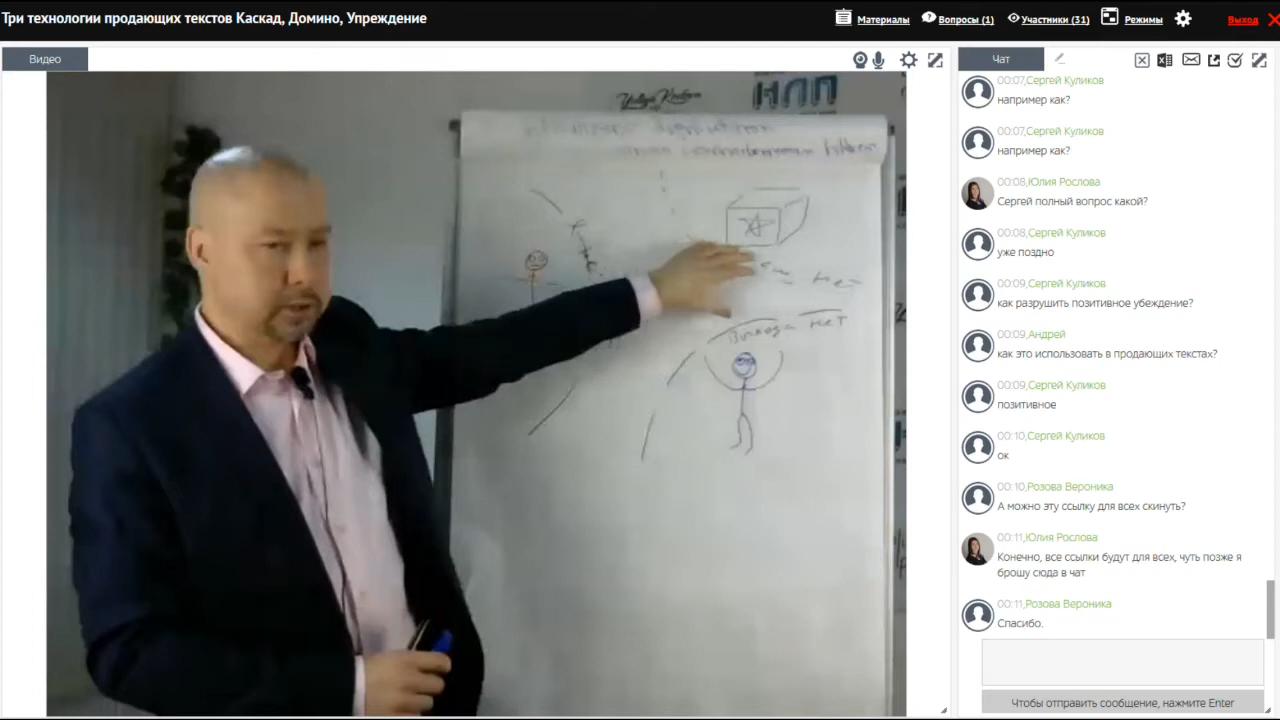 Три технологии продающих текстов Каскад, Домино, Упреждение
Материалы
Вопросы (1)
Участники (31)
Режимы
Выход
Видео
НЛП
нет
Выхода нет
Чат
00:07,Сергей Куликов
например как?
00:07,Сергей Куликов
например как?
00:08,Юлия Рослова
Сергей полный вопрос какой?
00:08,Сергей Куликов
уже поздно
00:09,Сергей Куликов
как разрушить позитивное убеждение?
00:09,Андрей
как это использовать в продающих текстах?
00:09,Сергей Куликов
позитивное
00:10,Сергей Куликов
ок
00:10,Розова Вероника
А можно эту ссылку для всех скинуть?
00:11,Юлия Рослова
Конечно, все ссылки будут для всех, чуть позже я
брошу сюда в чат
00:11,Розова Вероника
Спасибо.
Чтобы отправить сообщение, нажмите Enter